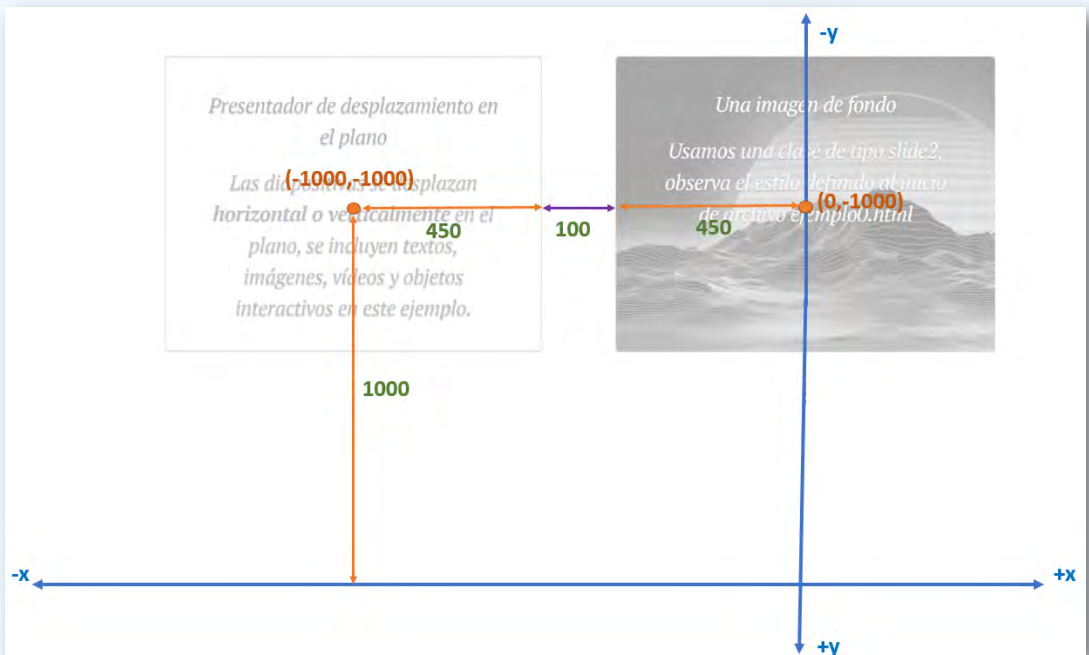 -y
Presentador de desplazamiento en
el plano
Una imagen de fondo
Usamos una clase de tipo slide2,
observa el estilo definido al inicio
de archivo ejemplo0.html
(-1000,-1000)
(0,-1000)
Las diapositivas se desplazan
horizontal o verticalmente en el
plano, se incluyen textos,
imágenes, vídeos y objetos
interactivos en este ejemplo.
450
100
450
1000
-x
+x
+y